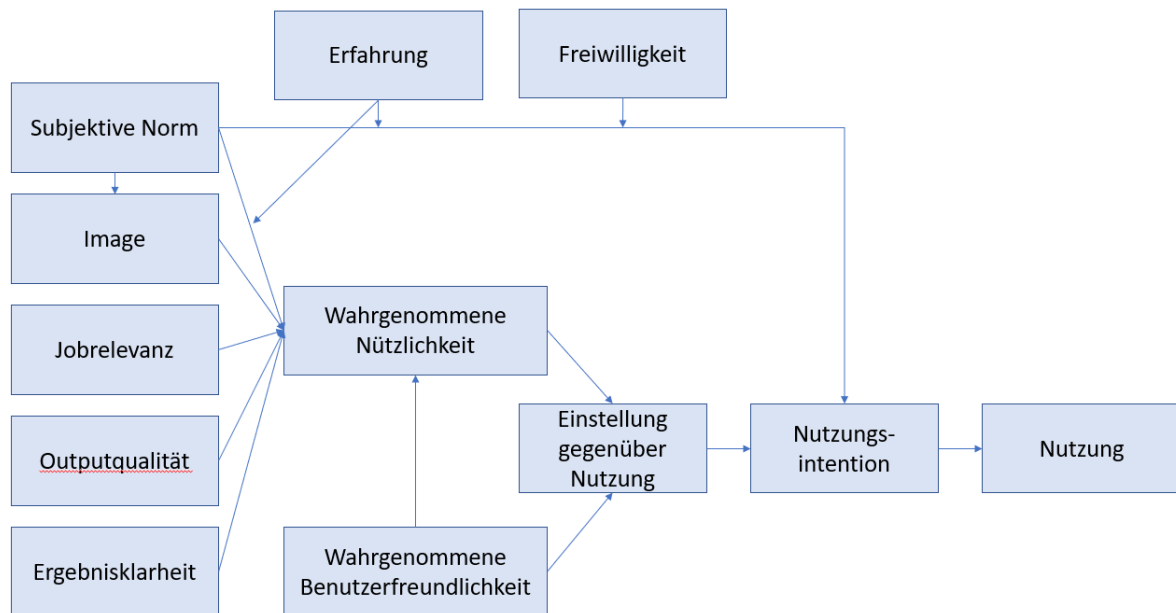 Erfahrung
Freiwilligkeit
Subjektive Norm
Image
Jobrelevanz
Outputqualität
Ergebnisklarheit
Wahrgenommene
Nützlichkeit
Wahrgenommene
Benutzerfreundlichkeit
Einstellung
gegenüber
Nutzung
Nutzungs-
intention
Nutzung